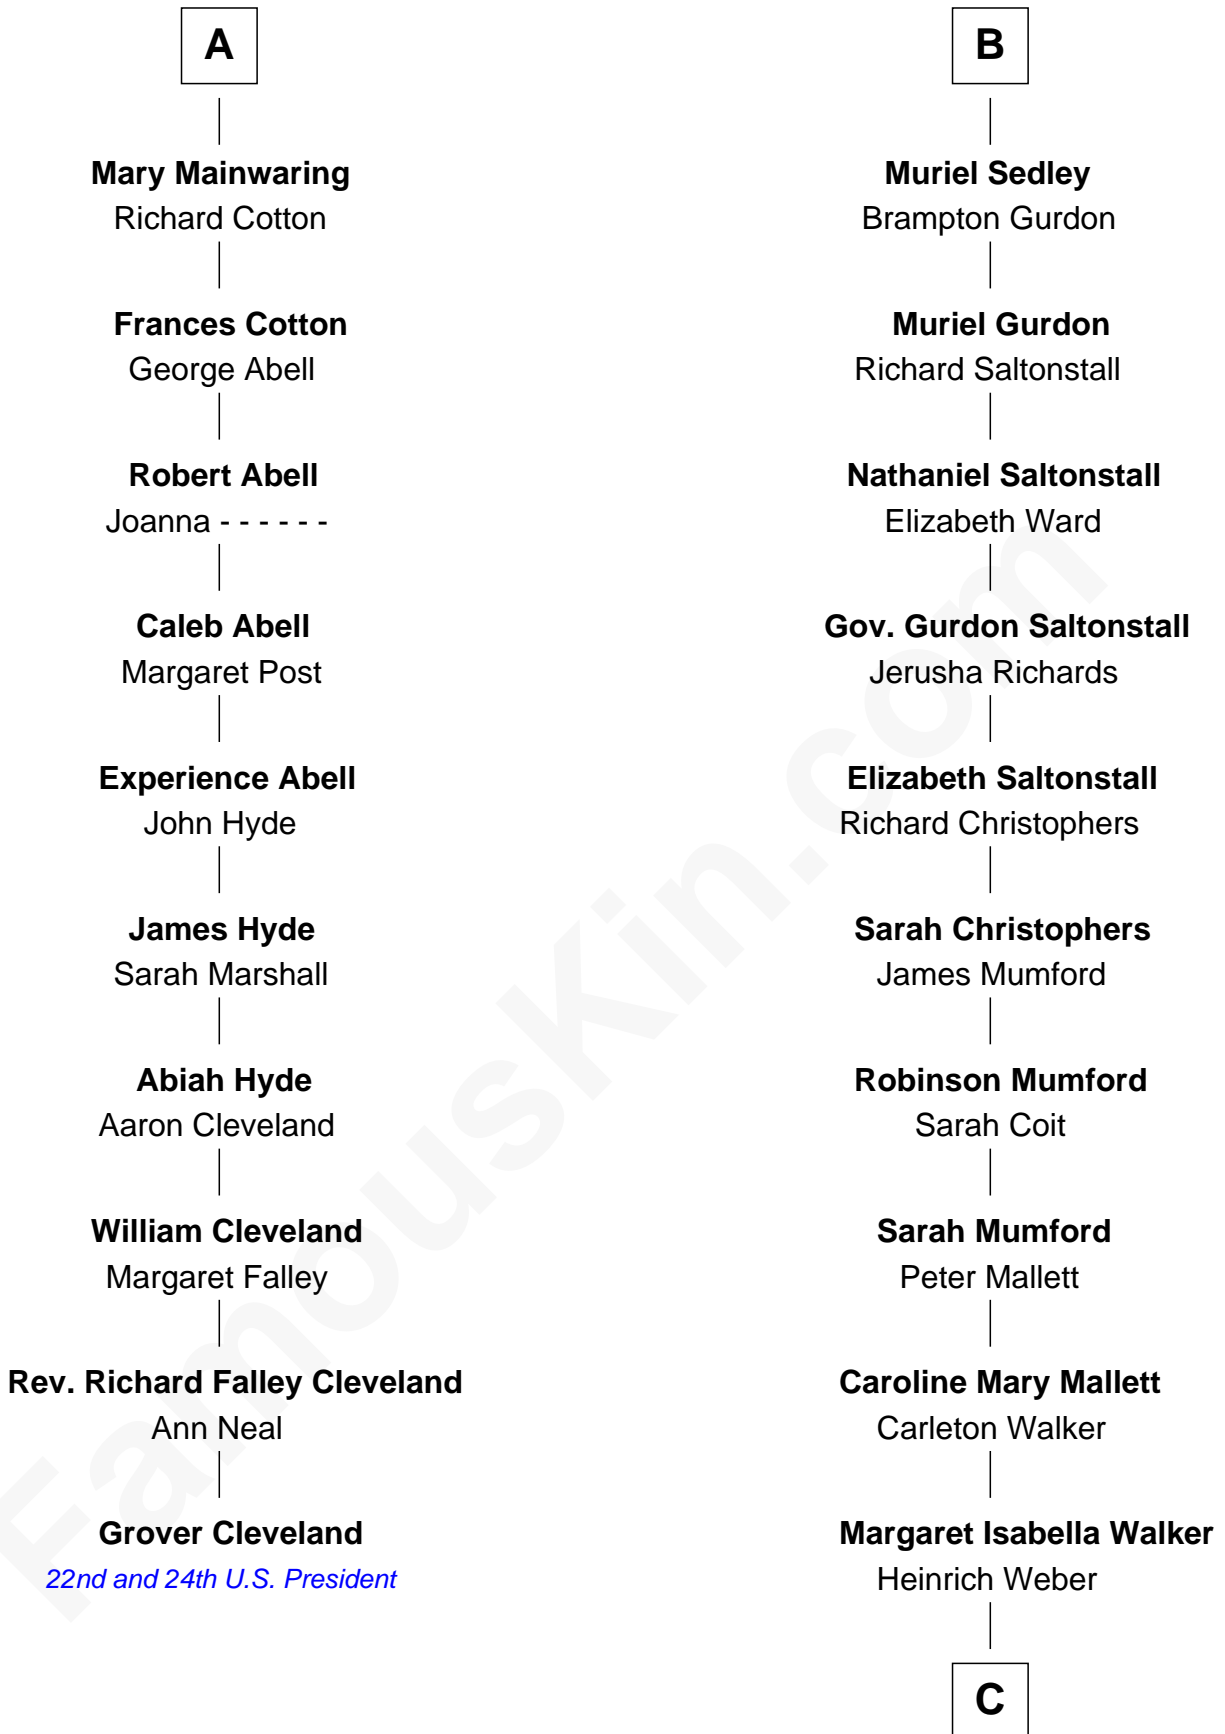 A
Mary Mainwaring
Richard Cotton
Frances Cotton
George Abell
Robert Abell
Joanna - - - - - -
Caleb Abell
Margaret Post
Experience Abell
John Hyde
James Hyde
Sarah Marshall
Abiah Hyde
Aaron Cleveland
William Cleveland
Margaret Falley
Rev. Richard Falley Cleveland
Ann Neal
Grover Cleveland
22nd and 24th U.S. President
B
Muriel Sedley
Brampton Gurdon
Muriel Gurdon
Richard Saltonstall
Nathaniel Saltonstall
Elizabeth Ward
Gov. Gurdon Saltonstall
Jerusha Richards
Elizabeth Saltonstall
Richard Christophers
Sarah Christophers
James Mumford
Robinson Mumford
Sarah Coit
Sarah Mumford
Peter Mallett
Caroline Mary Mallett
Carleton Walker
Margaret Isabella Walker
Heinrich Weber
C
FamousKin.com